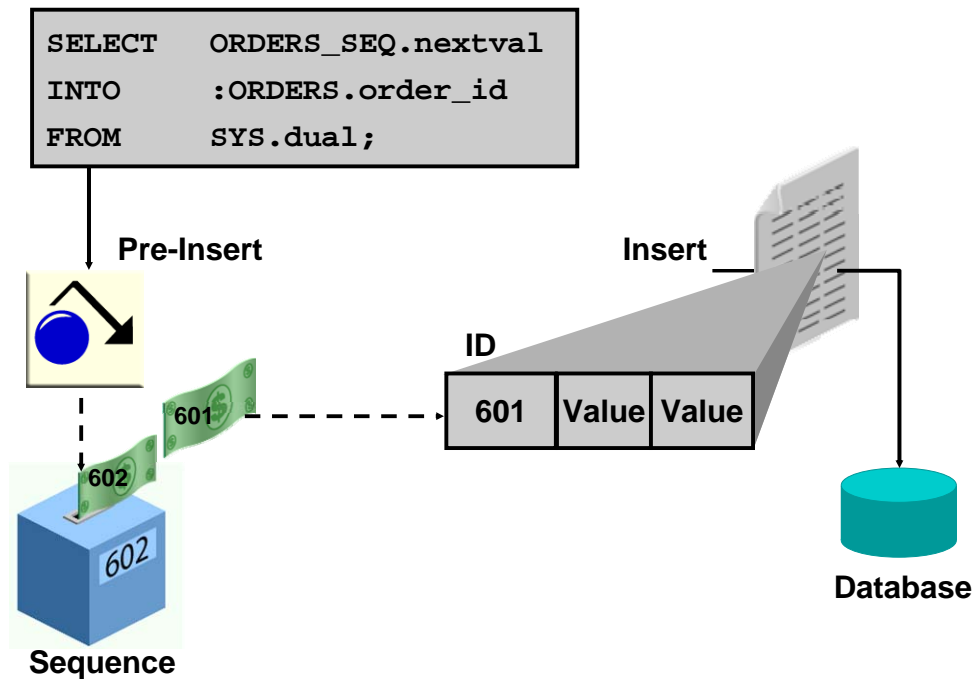 SELECT ORDERS_SEQ.nextval
INTO :ORDERS.order_id
FROM SYS.dual;
Pre-Insert
Insert
ID
601
601 Value Value
602
602
Database
Sequence